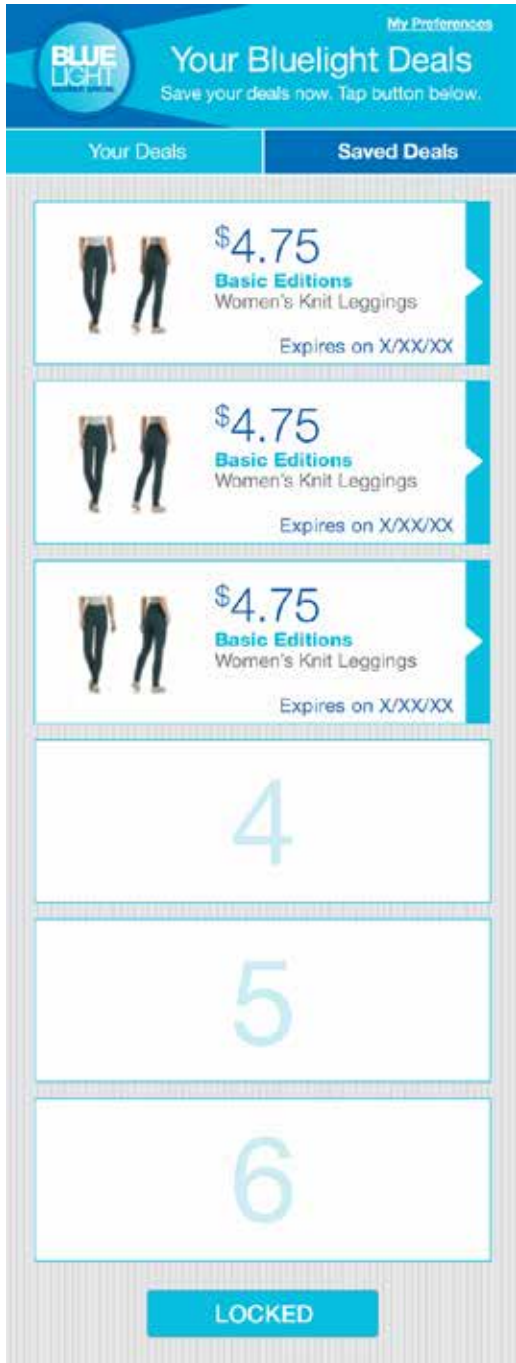 My Preferences
BLUE
LIGHT
Your Bluelight Deals
Save your deals now. Tap button below.
Your Deals
Saved Deals
$4.75
Basic Editions
Women's Knit Leggings
Expires on X/XX/XX
$4.75
Basic Editions
Women's Knit Leggings
Expires on X/XX/XX
$4.75
Basic Editions
Women's Knit Leggings
Expires on X/XX/XX
4
5
6
LOCKED